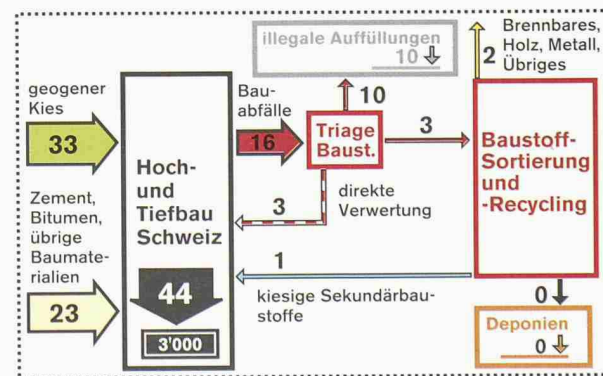 illegale Auffüllungen
10
Brennbares,
Holz, Metall,
Übriges
2
geogener
Kies
33
Bau-
abfälle
16
10
Triage
Baust.
3
Baustoff-
Sortierung
und
-Recycling
Hoch-
und
Tiefbau
Schweiz
3
direkte
Verwertung
Zement,
Bitumen,
übrige
Baumate-
rialien
23
1
kiesige Sekundärbau-
stoffe
44
3'000
0
Deponien
0